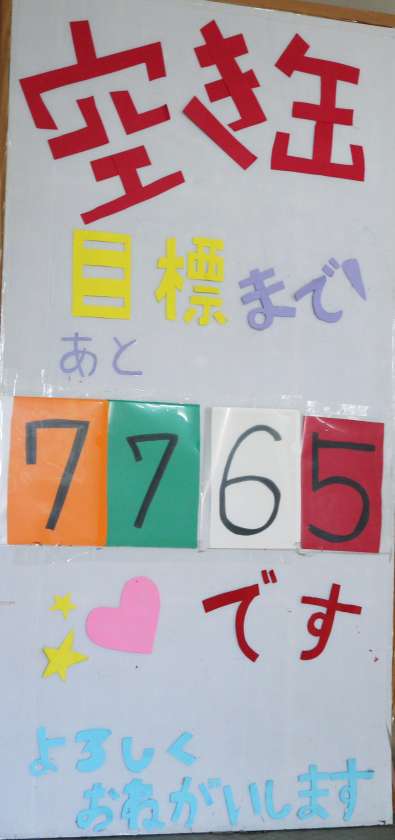 空き缶
目標まで
あと
7765
です
よろしく
おねがいします